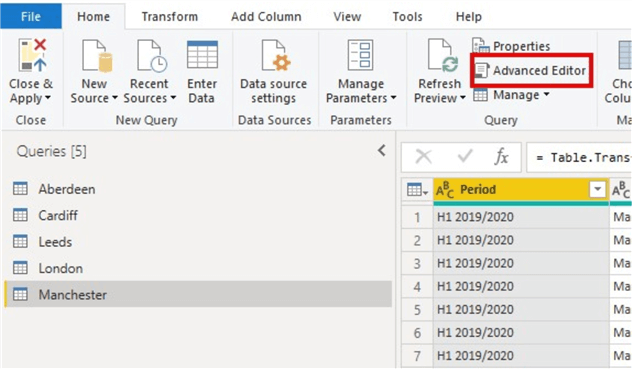 File Home Transform Add Column View Tools Help
Close & Apply
New Source
Recent Sources
Enter Data
Data source settings
Manage Parameters
Refresh Preview
Properties
Advanced Editor
Manage
Close New Query Data Sources Parameters Query
Queries [5]
fx = Table.Trans
Aberdeen
Cardiff
Leeds
London
Manchester
ABC Period ABC
1 H1 2019/2020 Ma
2 H1 2019/2020 Ma
3 H1 2019/2020 Ma
4 H1 2019/2020 Ma
5 H1 2019/2020 Ma
6 H1 2019/2020 Ma
7 H1 2019/2020 Ma